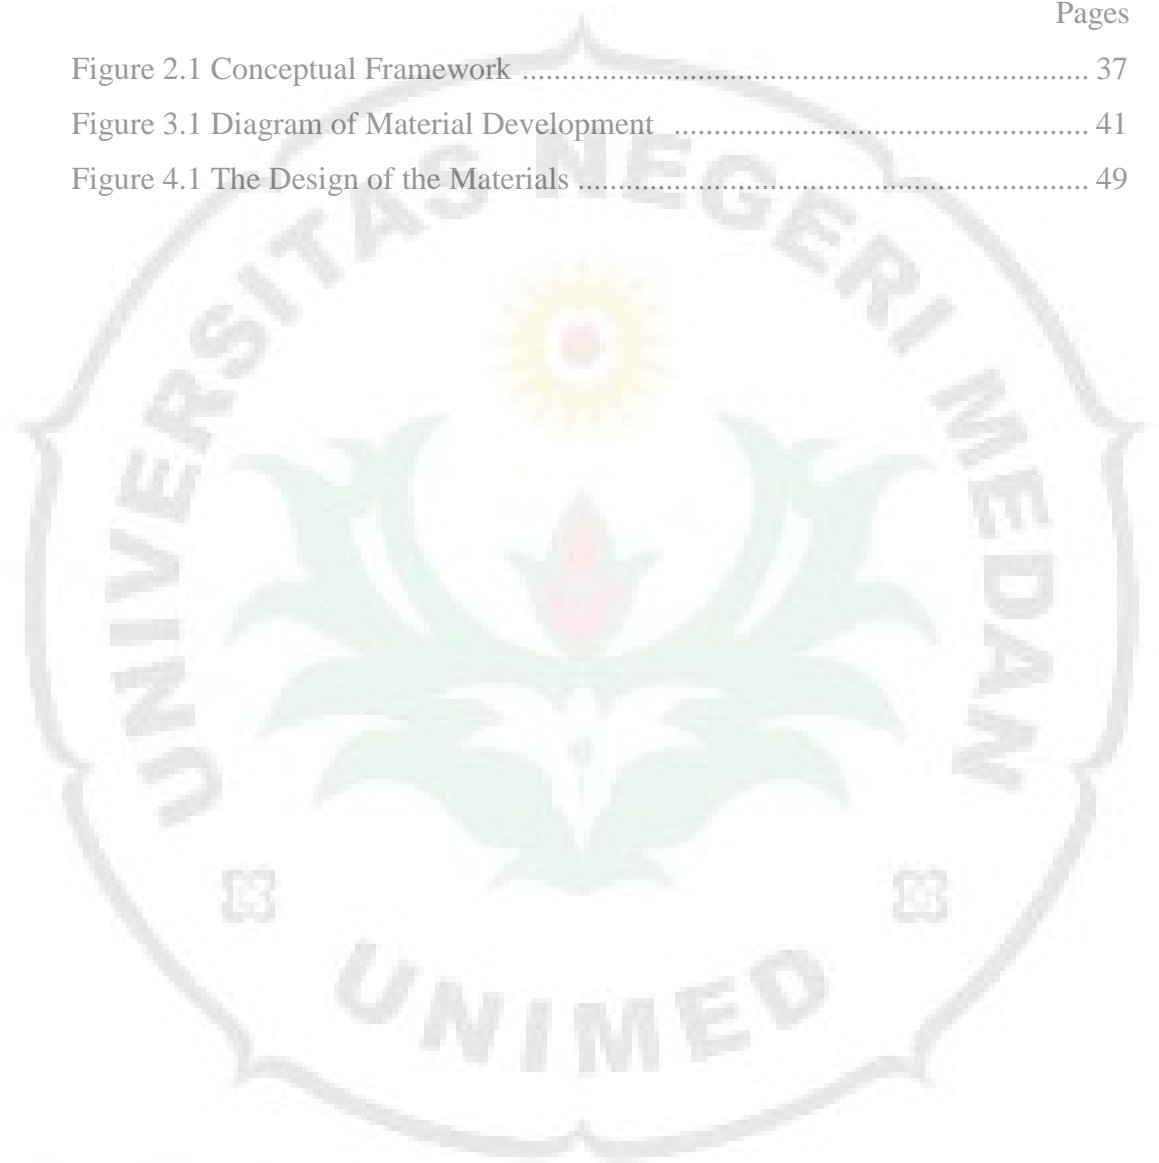 Pages
Figure 2.1 Conceptual Framework ........................................................................ 37
Figure 3.1 Diagram of Material Development .................................................... 41
Figure 4.1 The Design of the Materials ................................................................. 49
UNIVERSITAS NEGERI MEDAN
UNIMED